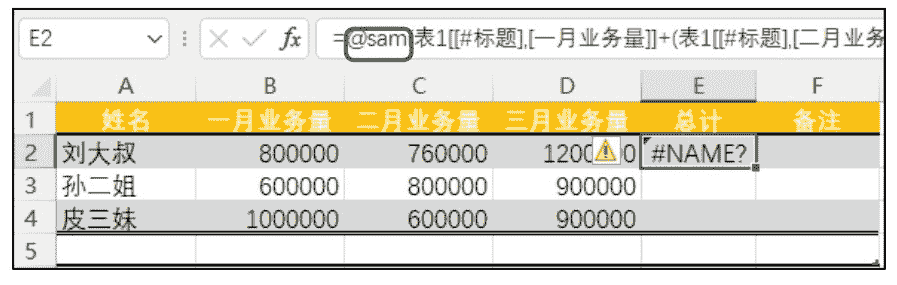 E2 fx =@sam(表1[[#标题],[一月业务量]]+(表1[[#标题],[二月业务
A B C D E F
1 姓名 一月业务量 二月业务量 三月业务量 总计 备注
2 刘大叔 800000 760000 #NAME?
3 孙二姐 600000 800000 900000
4 皮三妹 1000000 600000 900000
5